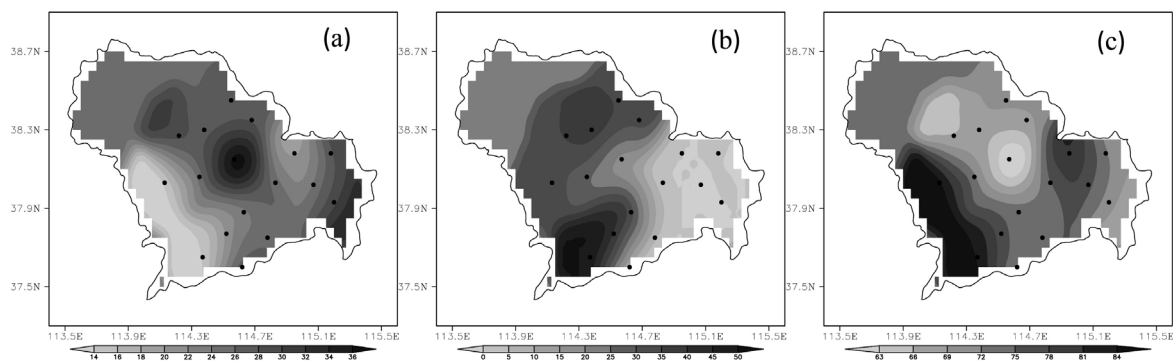 (a)
38.7N
38.3N
37.9N
37.5N
113.5E 113.9E 114.3E 114.7E 115.1E 115.5E
14 16 18 20 22 24 26 28 30 32 34 36
(b)
38.7N
38.3N
37.9N
37.5N
113.5E 113.9E 114.3E 114.7E 115.1E 115.5E
0 5 10 15 20 25 30 35 40 45 50
(c)
38.7N
38.3N
37.9N
37.5N
113.5E 113.9E 114.3E 114.7E 115.1E 115.5E
63 66 69 72 75 78 81 84